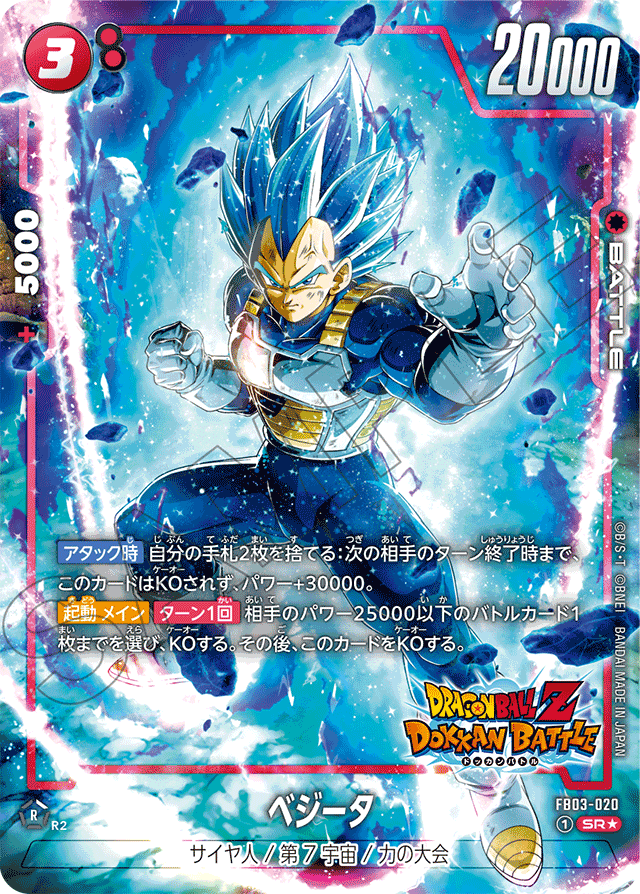 3
20000
+ 5000
BATTLE
アタック時 自分の手札2枚を捨てる:次の相手のターン終了時まで、
このカードはKOされず、パワー+30000。
起動メイン ターン1回 相手のパワー25000以下のバトルカード1
枚までを選び、KOする。その後、このカードをKOする。
©B/S・T ©BNEI BANDAI MADE IN JAPAN
DRAGONBALL Z
DOKKAN BATTLE
ドッカンバトル
ベジータ
FB03-020
R
R2
1 SR★
サイヤ人/第7宇宙/力の大会
SAMPLE